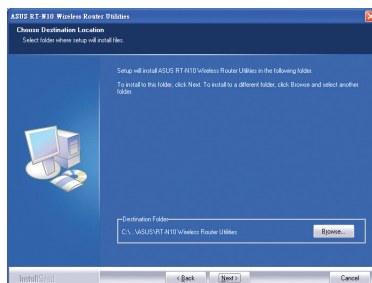 ASUS RT-N10 Wireless Router Utilities
Choose Destination Location
Select folder where setup will install files.
Setup will install ASUS RT-N10 Wireless Router Utilities in the following folder.
To install to this folder, click Next. To install to a different folder, click Browse and select another
folder.
Destination Folder
C:\...\ASUS\RT-N10 Wireless Router Utilities
Browse...
InstallShield
< Back
Next >
Cancel